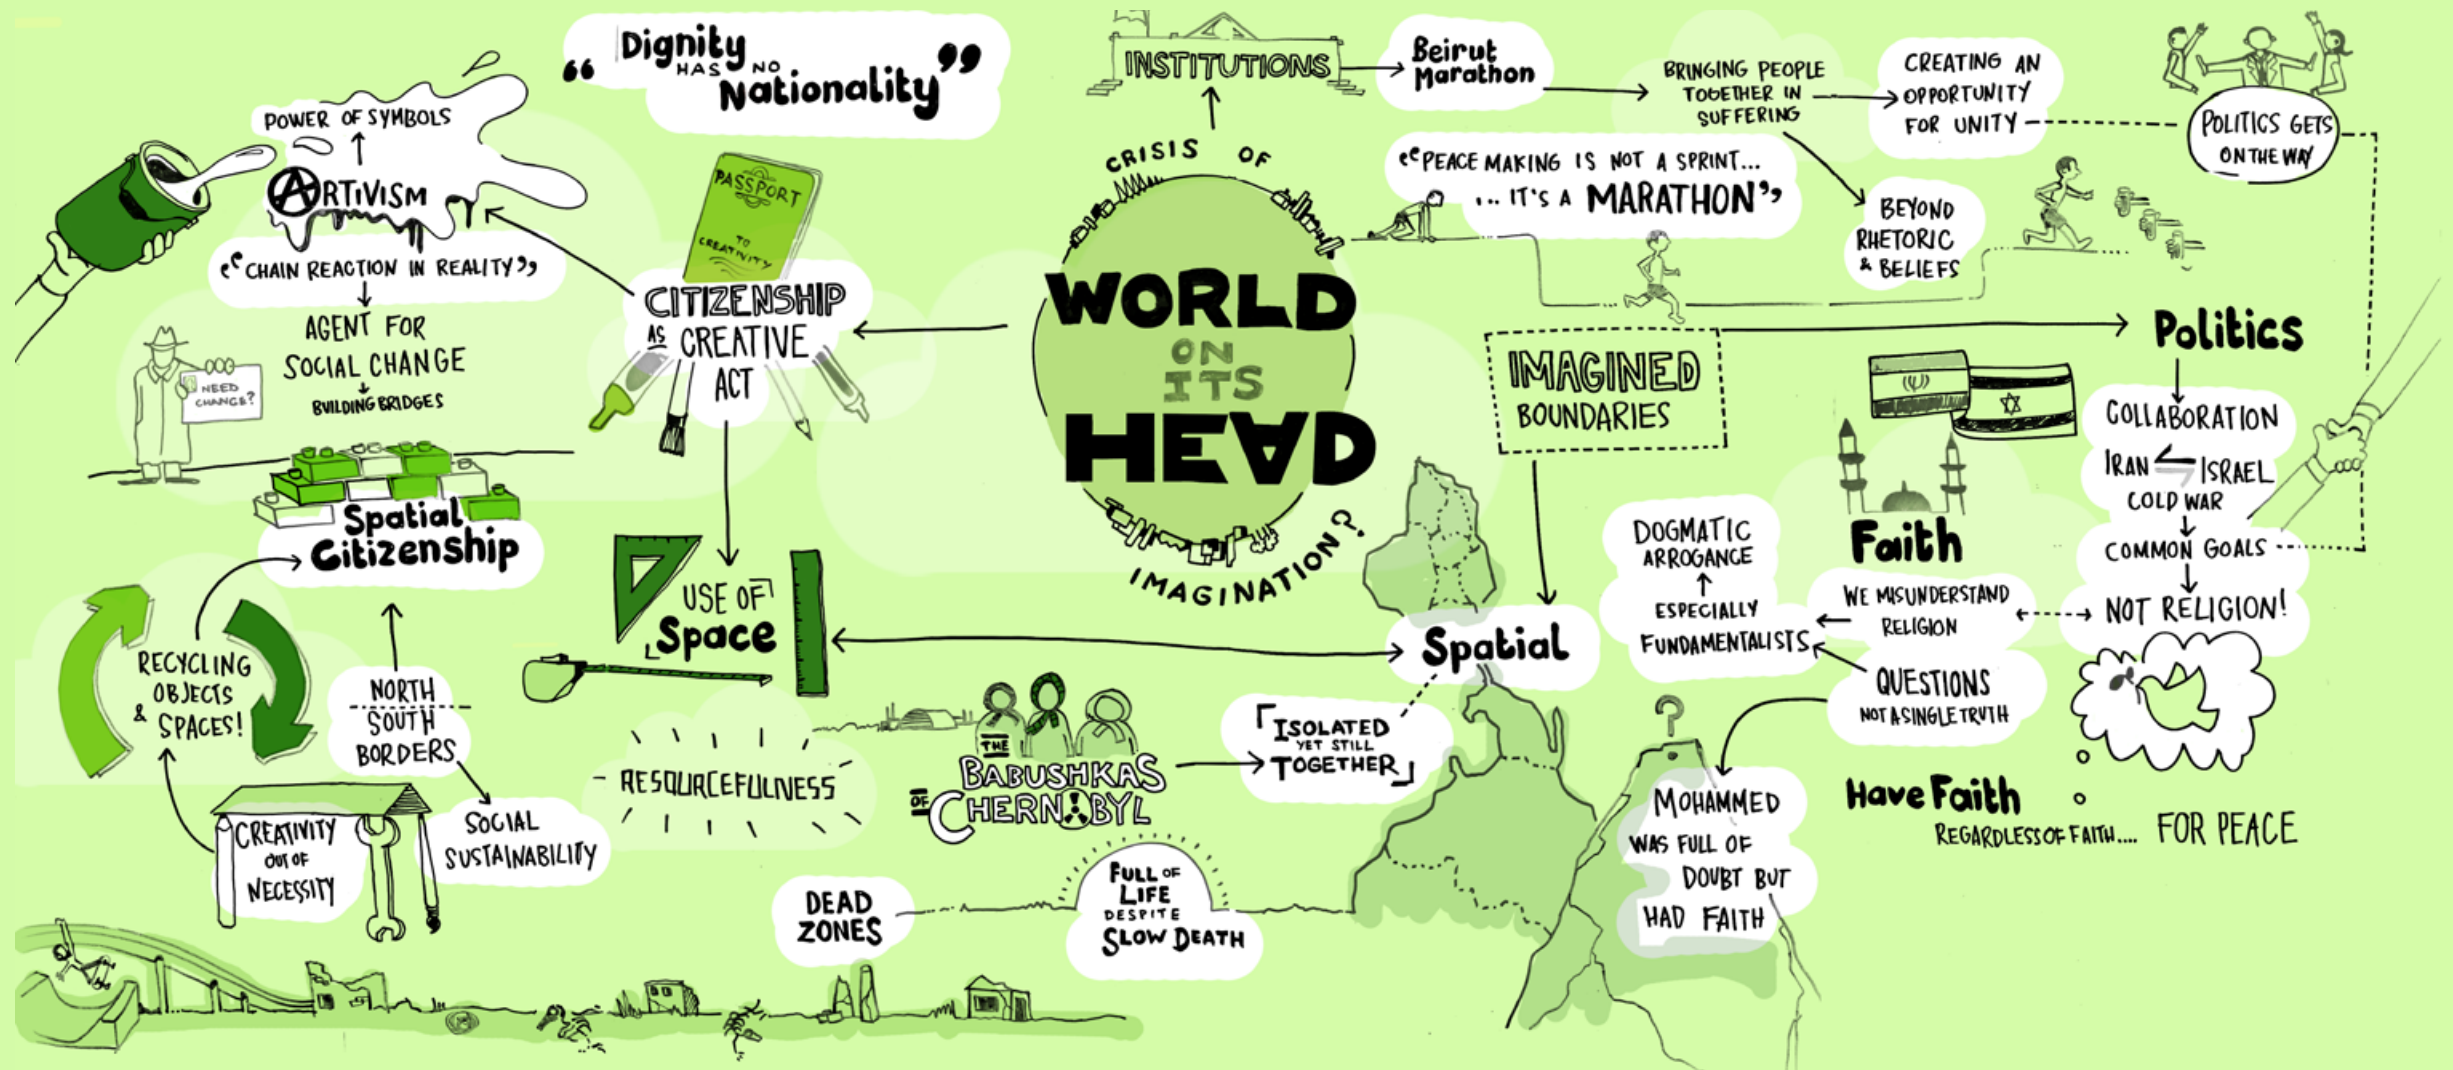 “Dignity
HAS NO
Nationality”
POWER OF SYMBOLS
ARTIVISM
“CHAIN REACTION IN REALITY”
AGENT FOR
SOCIAL CHANGE
BUILDING BRIDGES
NEED
CHANGE?
PASSPORT
TO
CREATIVITY
CITIZENSHIP
AS CREATIVE
ACT
Spatial
Citizenship
RECYCLING
OBJECTS
& SPACES!
NORTH
SOUTH
BORDERS
CREATIVITY
OUT OF
NECESSITY
SOCIAL
SUSTAINABILITY
USE OF
Space
RESOURCEFULNESS
INSTITUTIONS
CRISIS OF
WORLD
ON
ITS
HEAD
IMAGINATION?
Beirut
Marathon
BRINGING PEOPLE
TOGETHER IN
SUFFERING
CREATING AN
OPPORTUNITY
FOR UNITY
POLITICS GETS
ON THE WAY
“PEACE MAKING IS NOT A SPRINT...
... IT'S A MARATHON”
BEYOND
RHETORIC
& BELIEFS
IMAGINED
BOUNDARIES
Politics
COLLABORATION
IRAN ISRAEL
COLD WAR
COMMON GOALS
NOT RELIGION!
Faith
WE MISUNDERSTAND
RELIGION
DOGMATIC
ARROGANCE
ESPECIALLY
FUNDAMENTALISTS
QUESTIONS
NOT A SINGLE TRUTH
?
MOHAMMED
WAS FULL OF
DOUBT BUT
HAD FAITH
Have Faith
REGARDLESS OF FAITH.... FOR PEACE
Spatial
「ISOLATED
YET STILL
TOGETHER」
THE
BABUSHKAS
OF CHERNOBYL
DEAD
ZONES
FULL OF
LIFE
DESPITE
SLOW DEATH